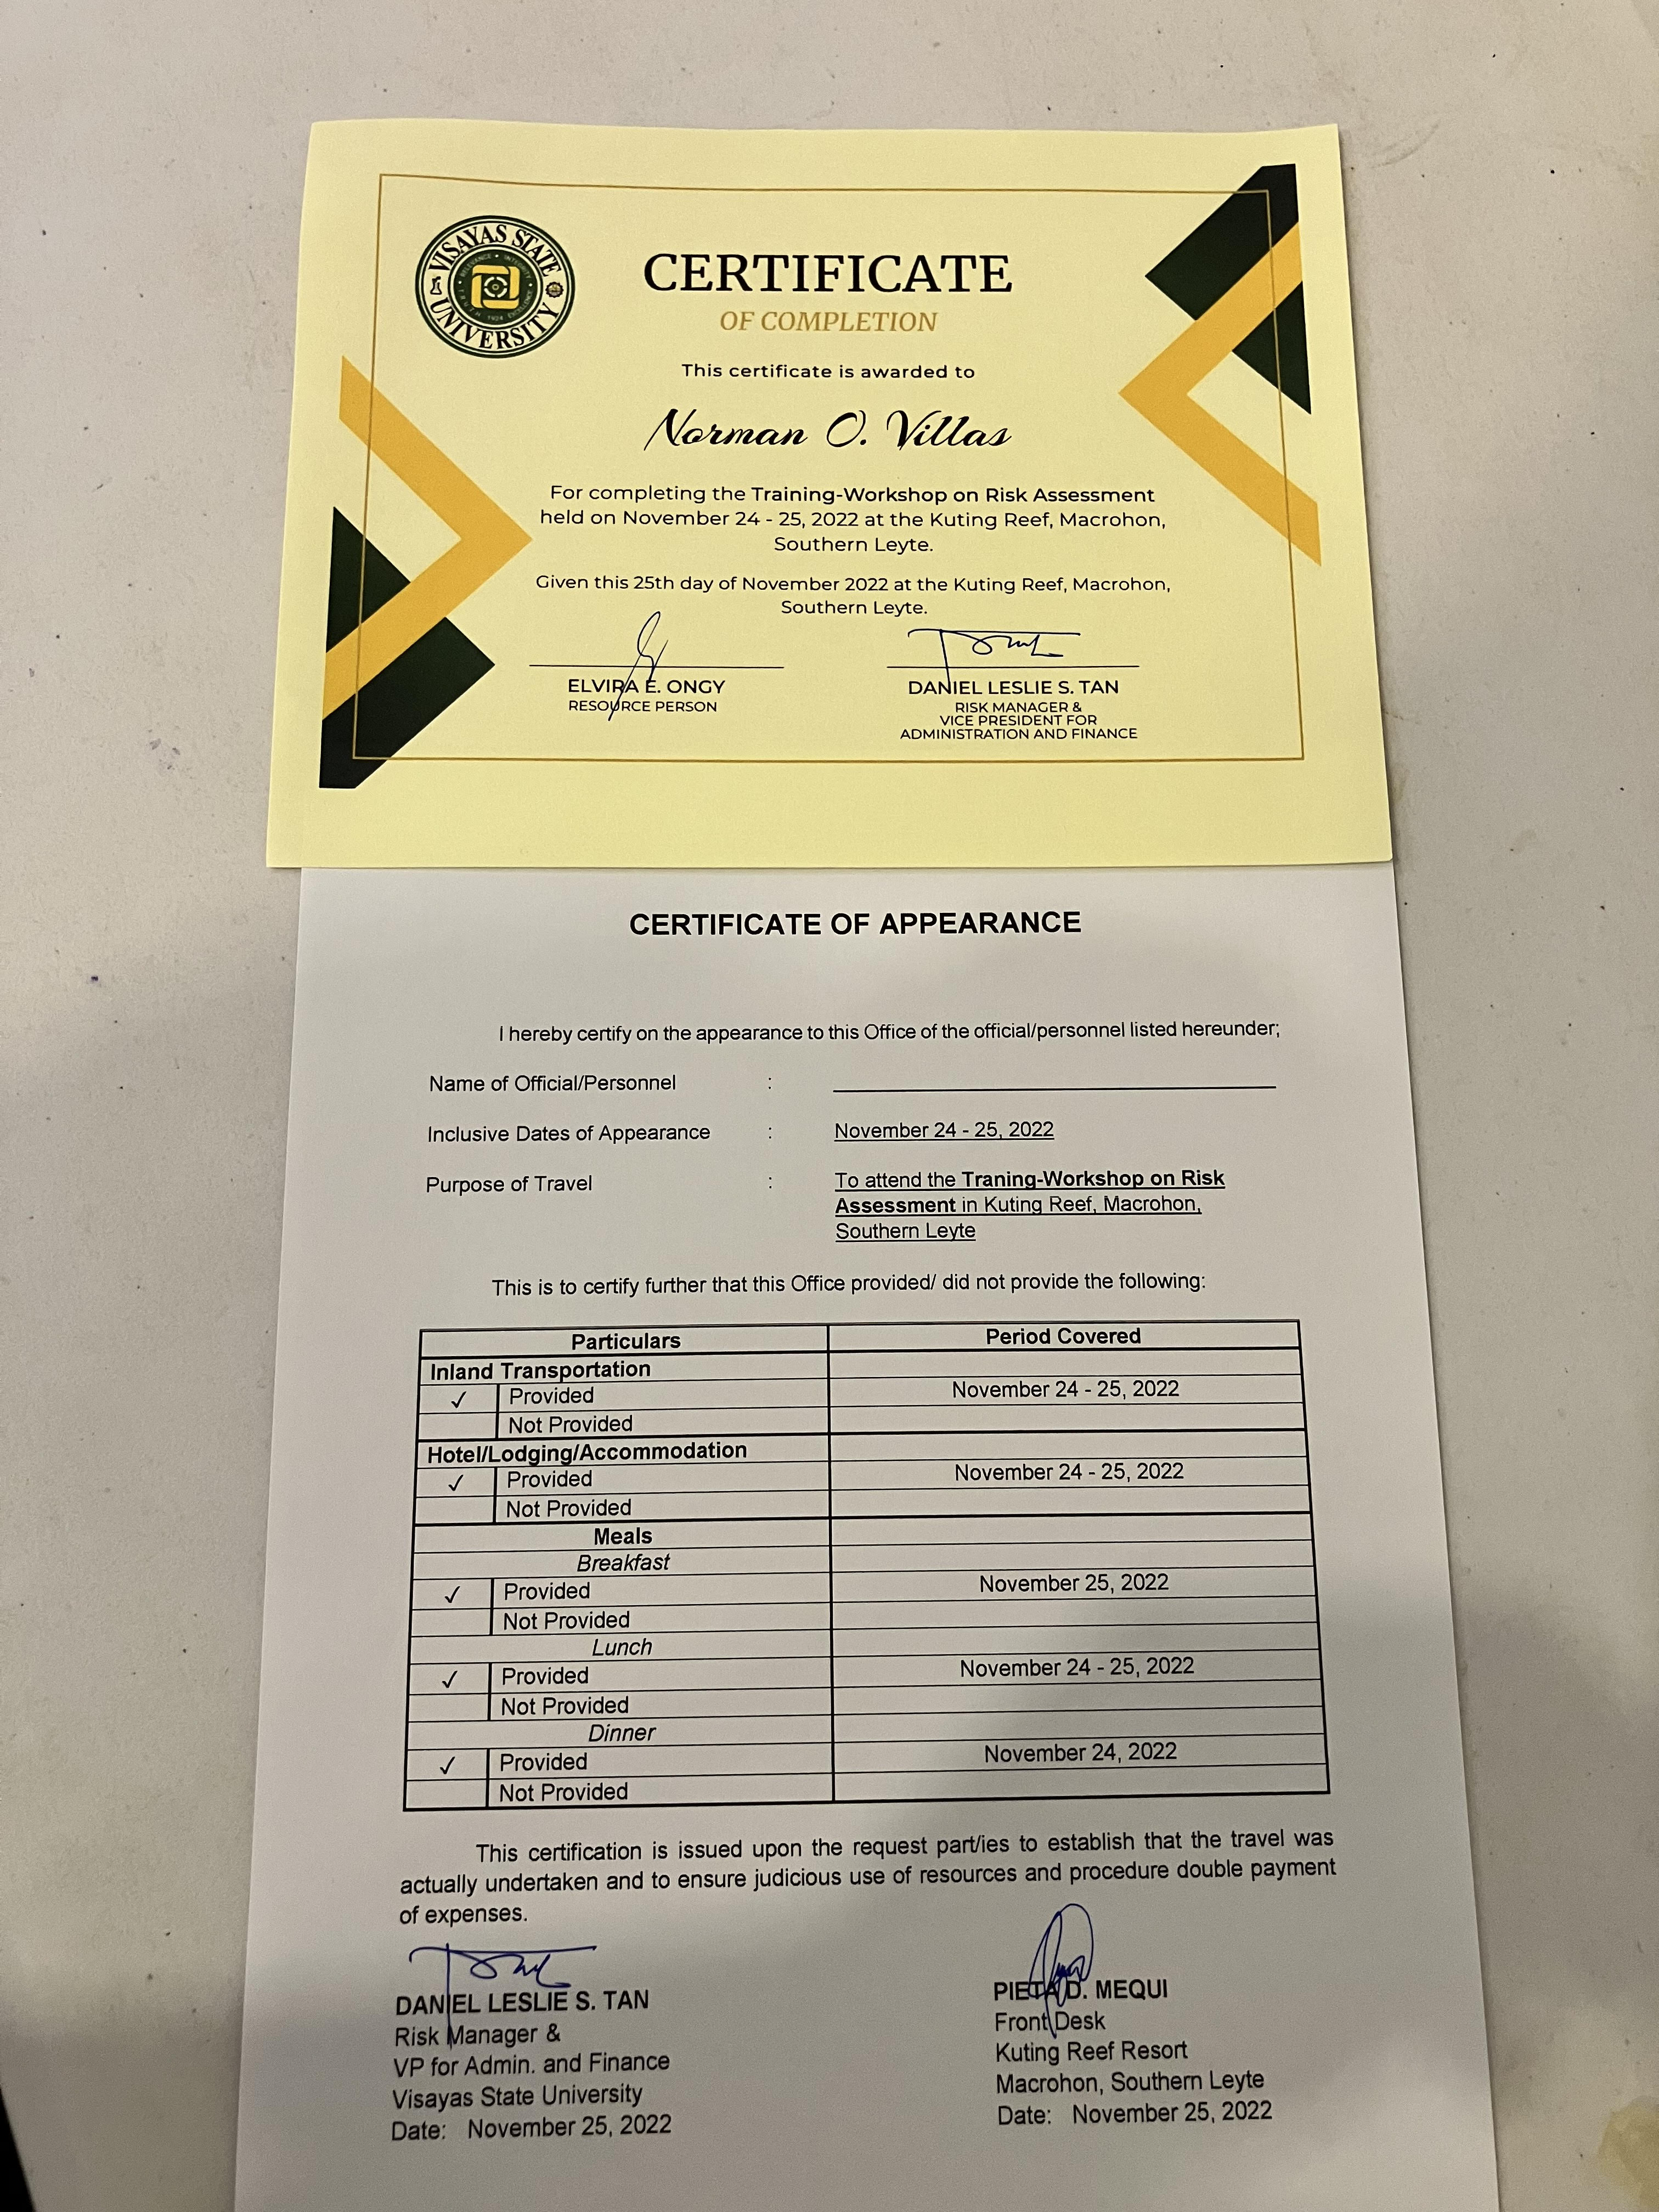 VISAYAS STATE UNIVERSITY
CERTIFICATE
OF COMPLETION
This certificate is awarded to
Norman O. Villas
For completing the Training-Workshop on Risk Assessment
held on November 24 - 25, 2022 at the Kuting Reef, Macrohon,
Southern Leyte.
Given this 25th day of November 2022 at the Kuting Reef, Macrohon,
Southern Leyte.
ELVIRA E. ONGY
RESOURCE PERSON
DANIEL LESLIE S. TAN
RISK MANAGER &
VICE PRESIDENT FOR
ADMINISTRATION AND FINANCE
CERTIFICATE OF APPEARANCE
I hereby certify on the appearance to this Office of the official/personnel listed hereunder;
Name of Official/Personnel :
Inclusive Dates of Appearance : November 24 - 25, 2022
Purpose of Travel : To attend the Traning-Workshop on Risk
Assessment in Kuting Reef, Macrohon,
Southern Leyte
This is to certify further that this Office provided/ did not provide the following:
Particulars Period Covered
Inland Transportation
✓ Provided November 24 - 25, 2022
Not Provided
Hotel/Lodging/Accommodation
✓ Provided November 24 - 25, 2022
Not Provided
Meals
Breakfast
✓ Provided November 25, 2022
Not Provided
Lunch
✓ Provided November 24 - 25, 2022
Not Provided
Dinner
✓ Provided November 24, 2022
Not Provided
This certification is issued upon the request part/ies to establish that the travel was
actually undertaken and to ensure judicious use of resources and procedure double payment
of expenses.
DANIEL LESLIE S. TAN
Risk Manager &
VP for Admin. and Finance
Visayas State University
Date: November 25, 2022
PIETA D. MEQUI
Front Desk
Kuting Reef Resort
Macrohon, Southern Leyte
Date: November 25, 2022